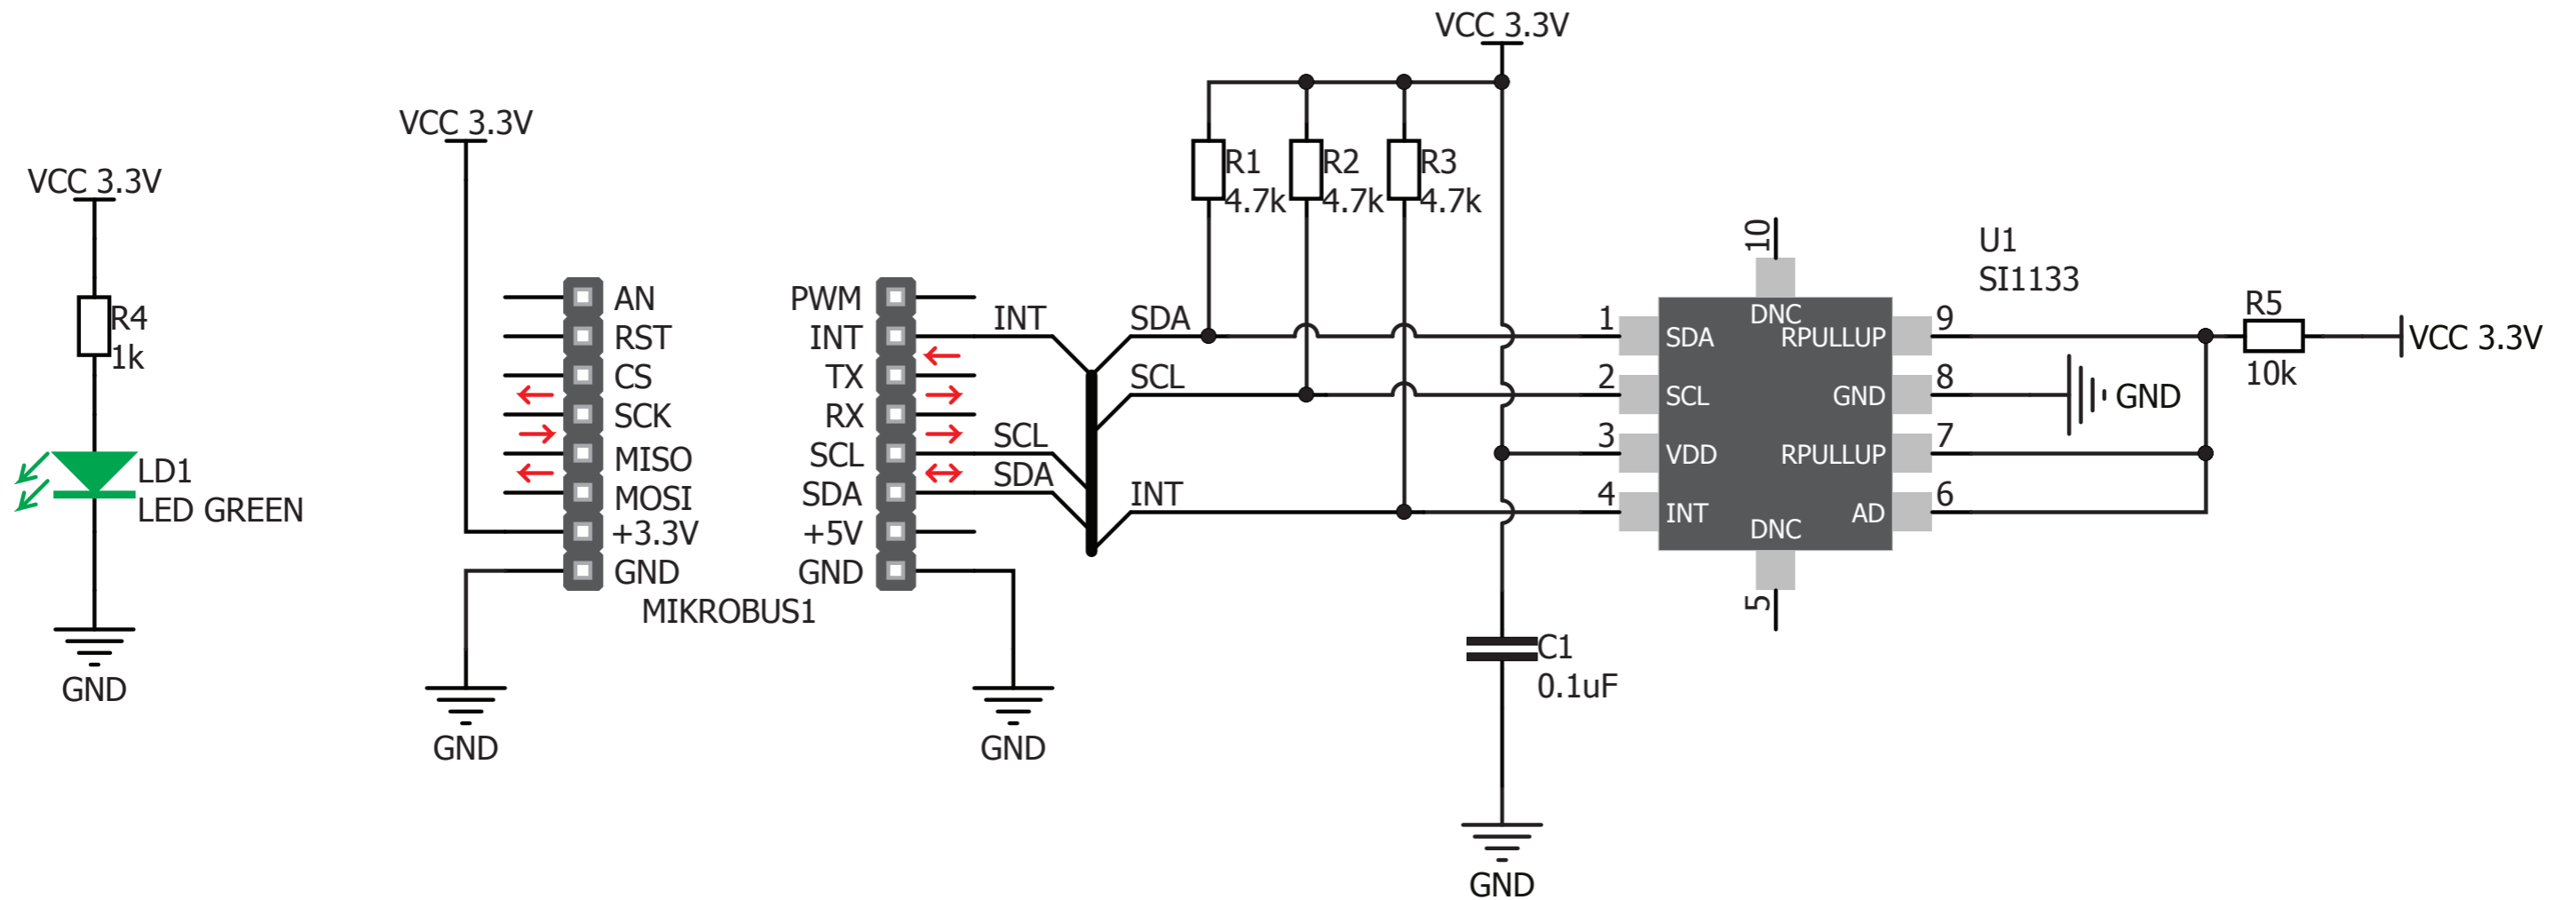 VCC 3.3V
R4
1k
LD1
LED GREEN
GND
VCC 3.3V
AN
RST
CS
SCK
MISO
MOSI
+3.3V
GND
GND
PWM
INT
TX
RX
SCL
SDA
+5V
GND
MIKROBUS1
GND
INT
SCL
SDA
SDA
SCL
INT
VCC 3.3V
R1
4.7k
R2
4.7k
R3
4.7k
C1
0.1uF
GND
U1
SI1133
1
2
3
4
SDA
SCL
VDD
INT
10
DNC
DNC
5
RPULLUP
GND
RPULLUP
AD
9
8
7
6
GND
R5
10k
VCC 3.3V